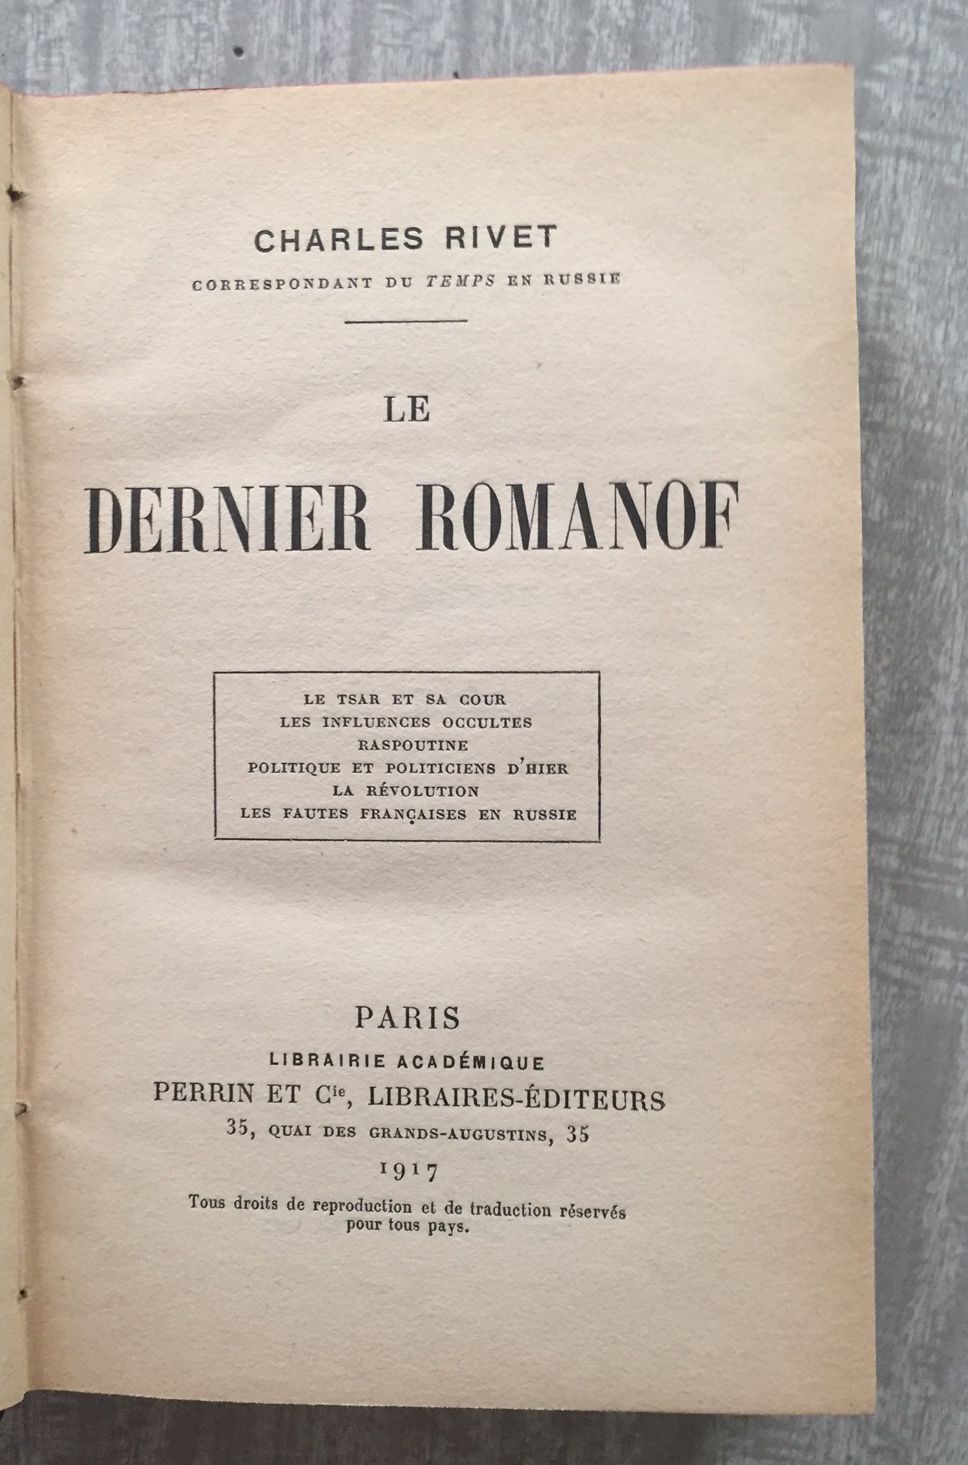 CHARLES RIVET
CORRESPONDANT DU TEMPS EN RUSSIE
LE
DERNIER ROMANOF
LE TSAR ET SA COUR
LES INFLUENCES OCCULTES
RASPOUTINE
POLITIQUE ET POLITICIENS D'HIER
LA RÉVOLUTION
LES FAUTES FRANÇAISES EN RUSSIE
PARIS
LIBRAIRIE ACADÉMIQUE
PERRIN ET Cie, LIBRAIRES-ÉDITEURS
35, QUAI DES GRANDS-AUGUSTINS, 35
1917
Tous droits de reproduction et de traduction réservés
pour tous pays.